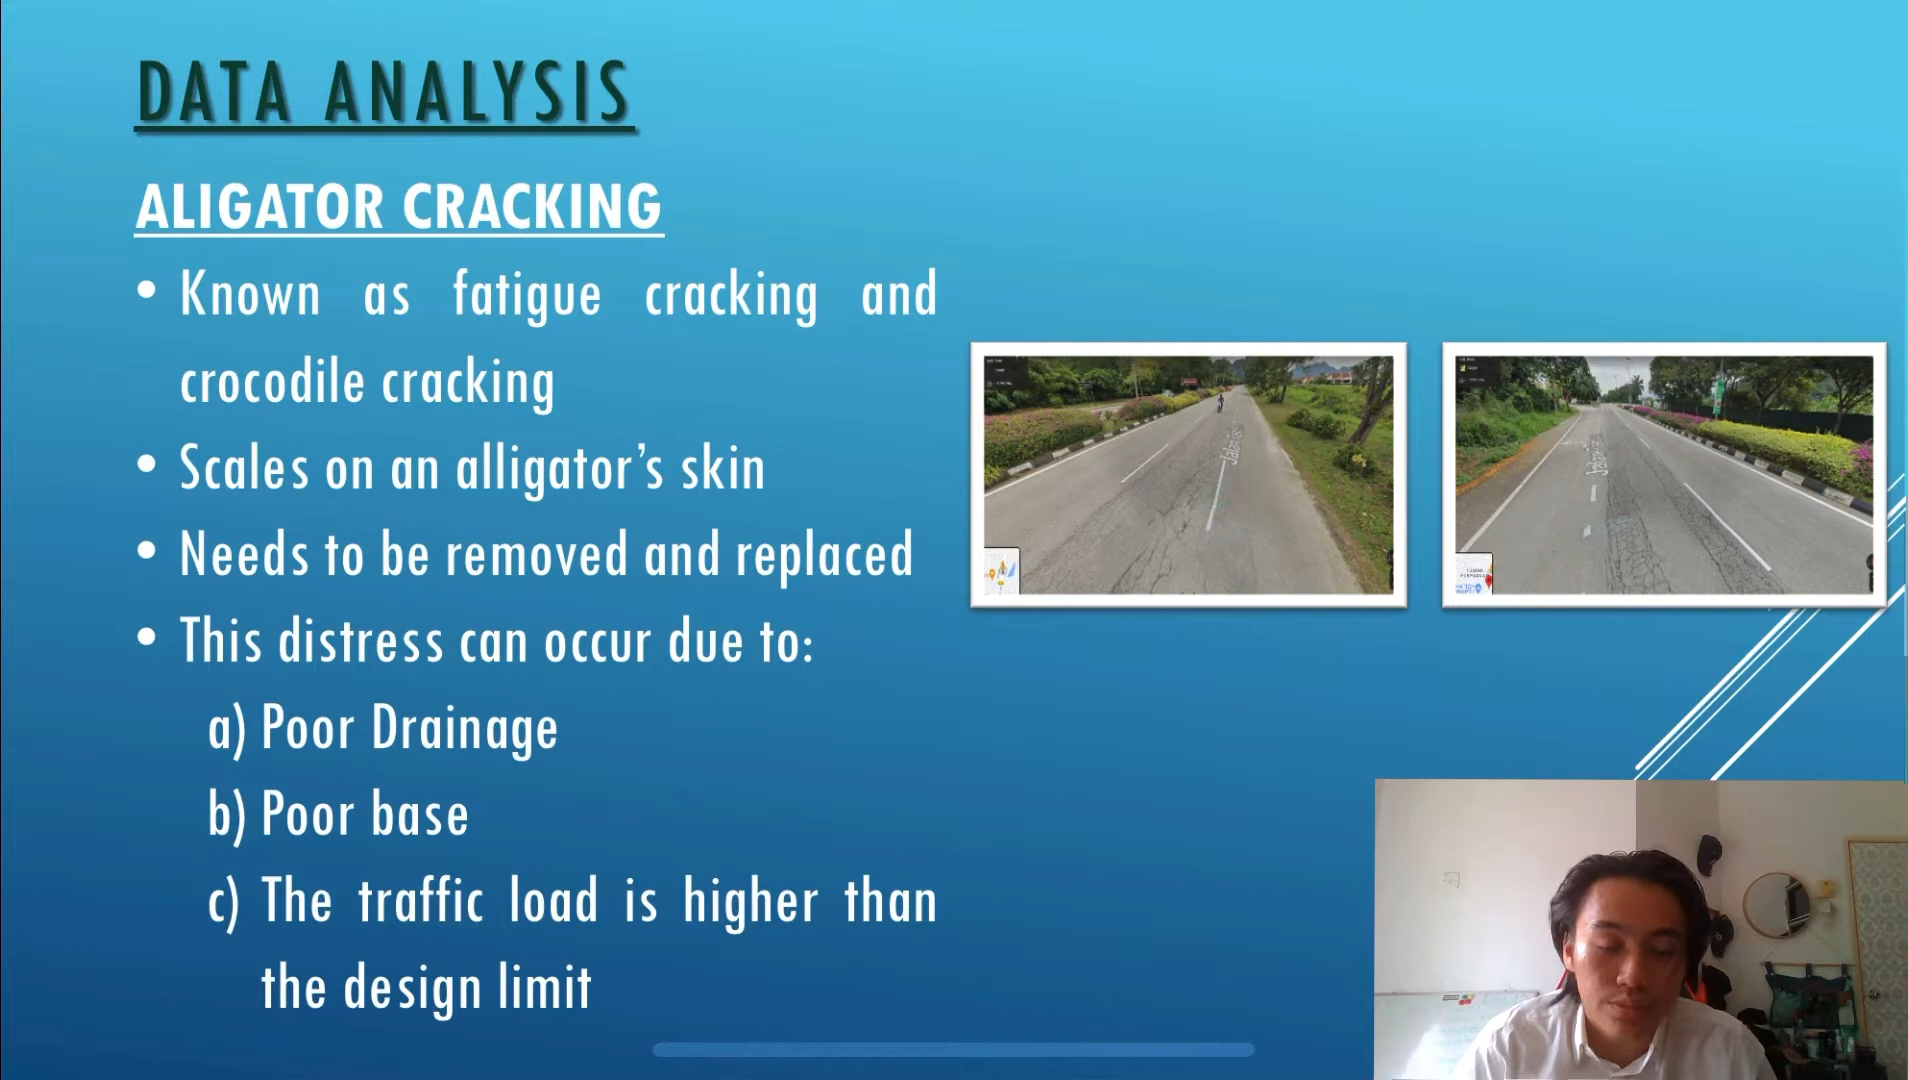 DATA ANALYSIS
ALIGATOR CRACKING
• Known as fatigue cracking and
crocodile cracking
• Scales on an alligator’s skin
• Needs to be removed and replaced
• This distress can occur due to:
a) Poor Drainage
b) Poor base
c) The traffic load is higher than
the design limit